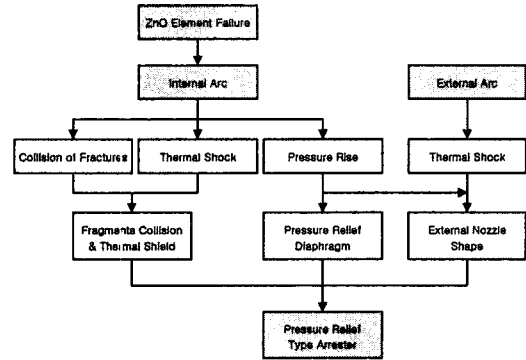 ZnO Element Failure
Internal Arc
External Arc
Collision of Fractures
Thermal Shock
Pressure Rise
Thermal Shock
Fragments Collision
& Thermal Shield
Pressure Relief
Diaphragm
External Nozzle
Shape
Pressure Relief
Type Arrester